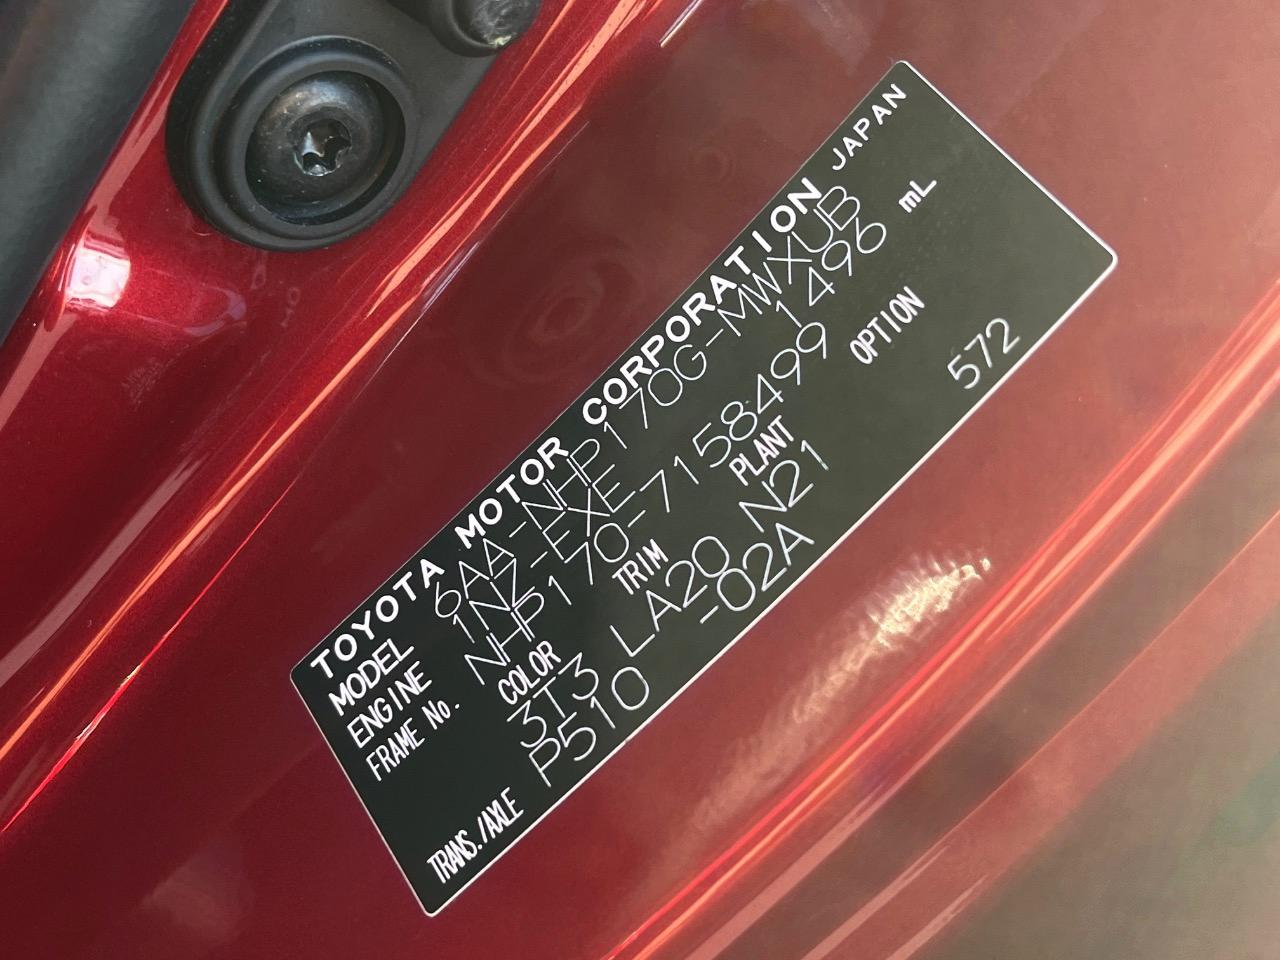 TOYOTA MOTOR CORPORATION JAPAN
MODEL 6AA-NHP170G-MWXUB
ENGINE 1NZ-FXE 1496 mL
FRAME No. NHP170-7158499
COLOR TRIM PLANT OPTION
3T3 LA20 N21 572
TRANS./AXLE P510 -02A